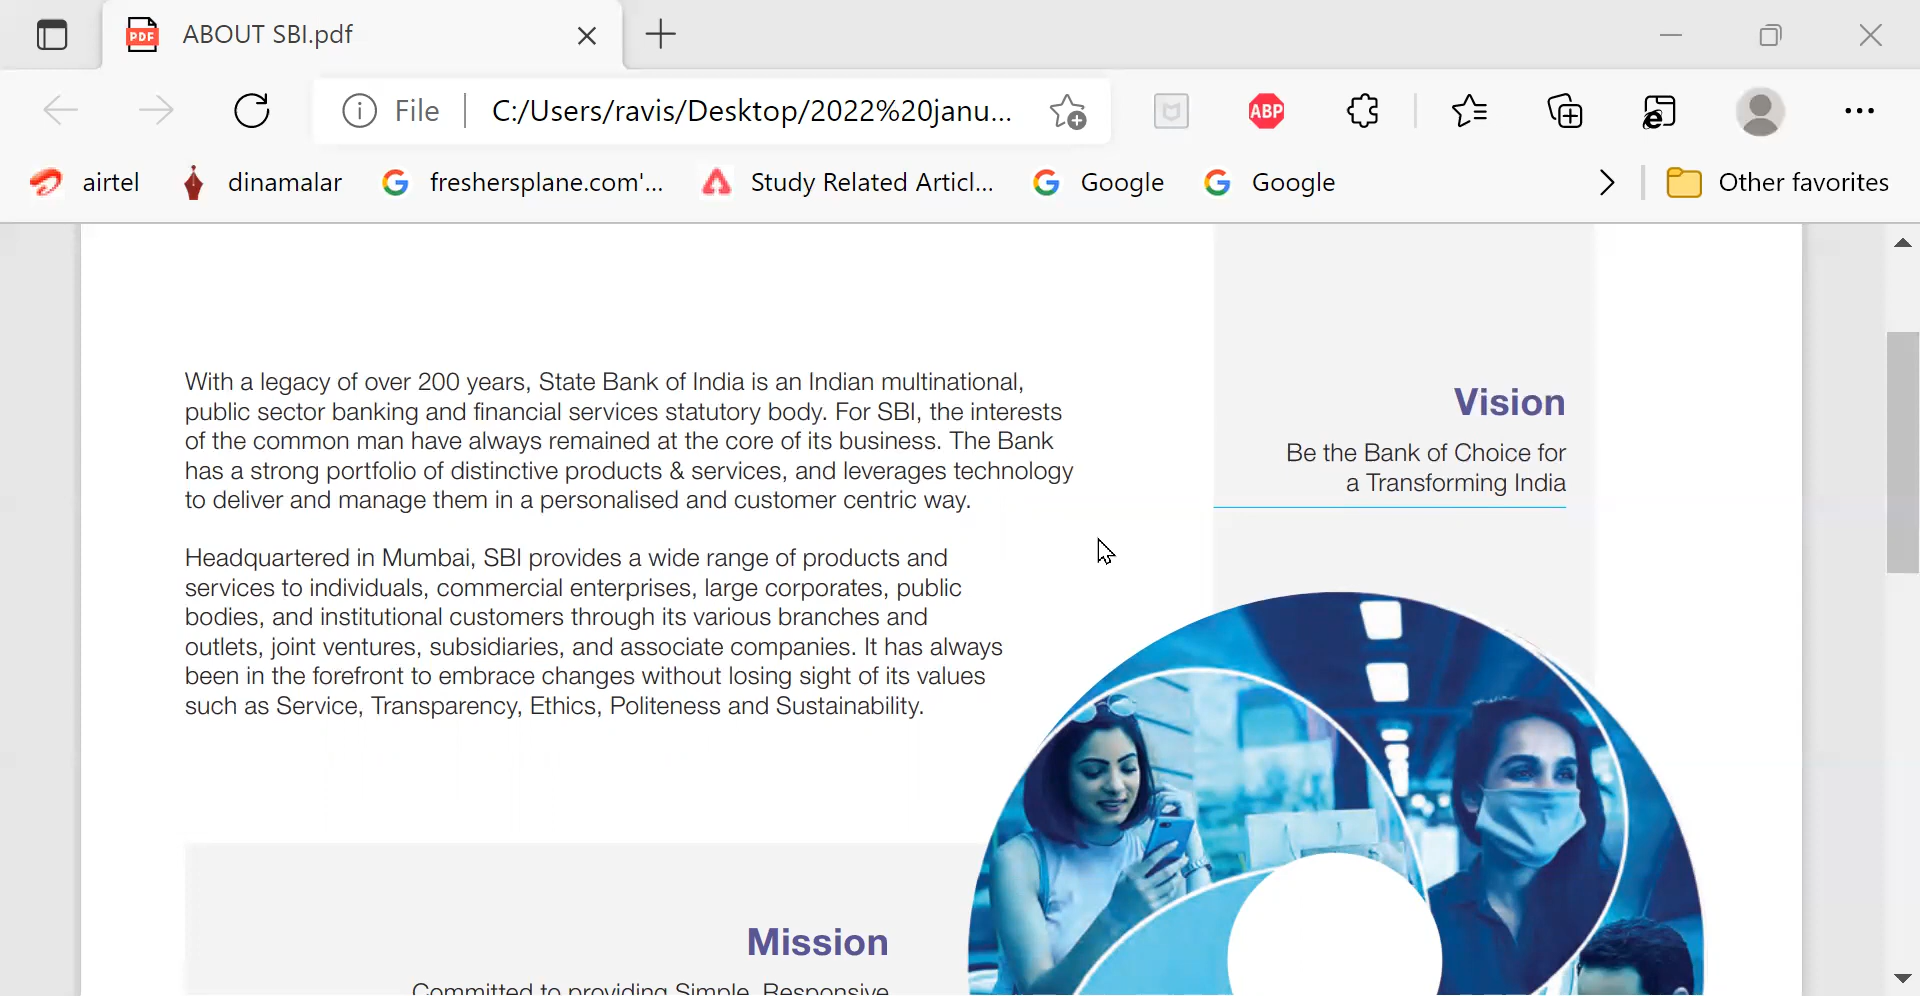 ABOUT SBI.pdf
File
C:/Users/ravis/Desktop/2022%20janu...
ABP
airtel
dinamalar
freshersplane.com'...
Study Related Articl...
Google
Google
Other favorites
With a legacy of over 200 years, State Bank of India is an Indian multinational,
public sector banking and financial services statutory body. For SBI, the interests
of the common man have always remained at the core of its business. The Bank
has a strong portfolio of distinctive products & services, and leverages technology
to deliver and manage them in a personalised and customer centric way.
Headquartered in Mumbai, SBI provides a wide range of products and
services to individuals, commercial enterprises, large corporates, public
bodies, and institutional customers through its various branches and
outlets, joint ventures, subsidiaries, and associate companies. It has always
been in the forefront to embrace changes without losing sight of its values
such as Service, Transparency, Ethics, Politeness and Sustainability.
Vision
Be the Bank of Choice for
a Transforming India
Mission
Committed to providing Simple, Responsive